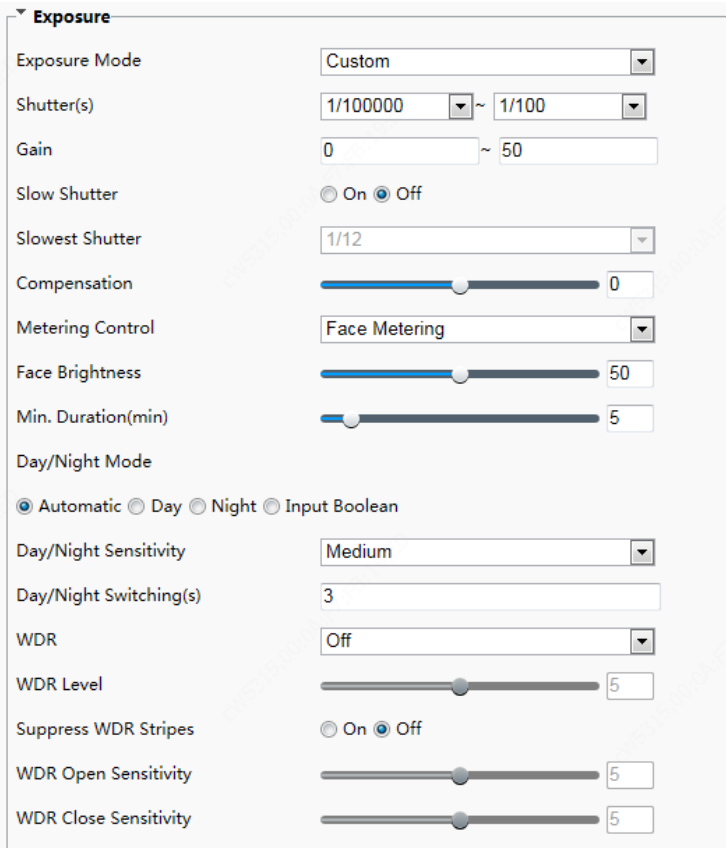 Exposure
Exposure Mode Custom
Shutter(s) 1/100000 ~ 1/100
Gain 0 ~ 50
Slow Shutter On Off
Slowest Shutter 1/12
Compensation 0
Metering Control Face Metering
Face Brightness 50
Min. Duration(min) 5
Day/Night Mode
Automatic Day Night Input Boolean
Day/Night Sensitivity Medium
Day/Night Switching(s) 3
WDR Off
WDR Level 5
Suppress WDR Stripes On Off
WDR Open Sensitivity 5
WDR Close Sensitivity 5